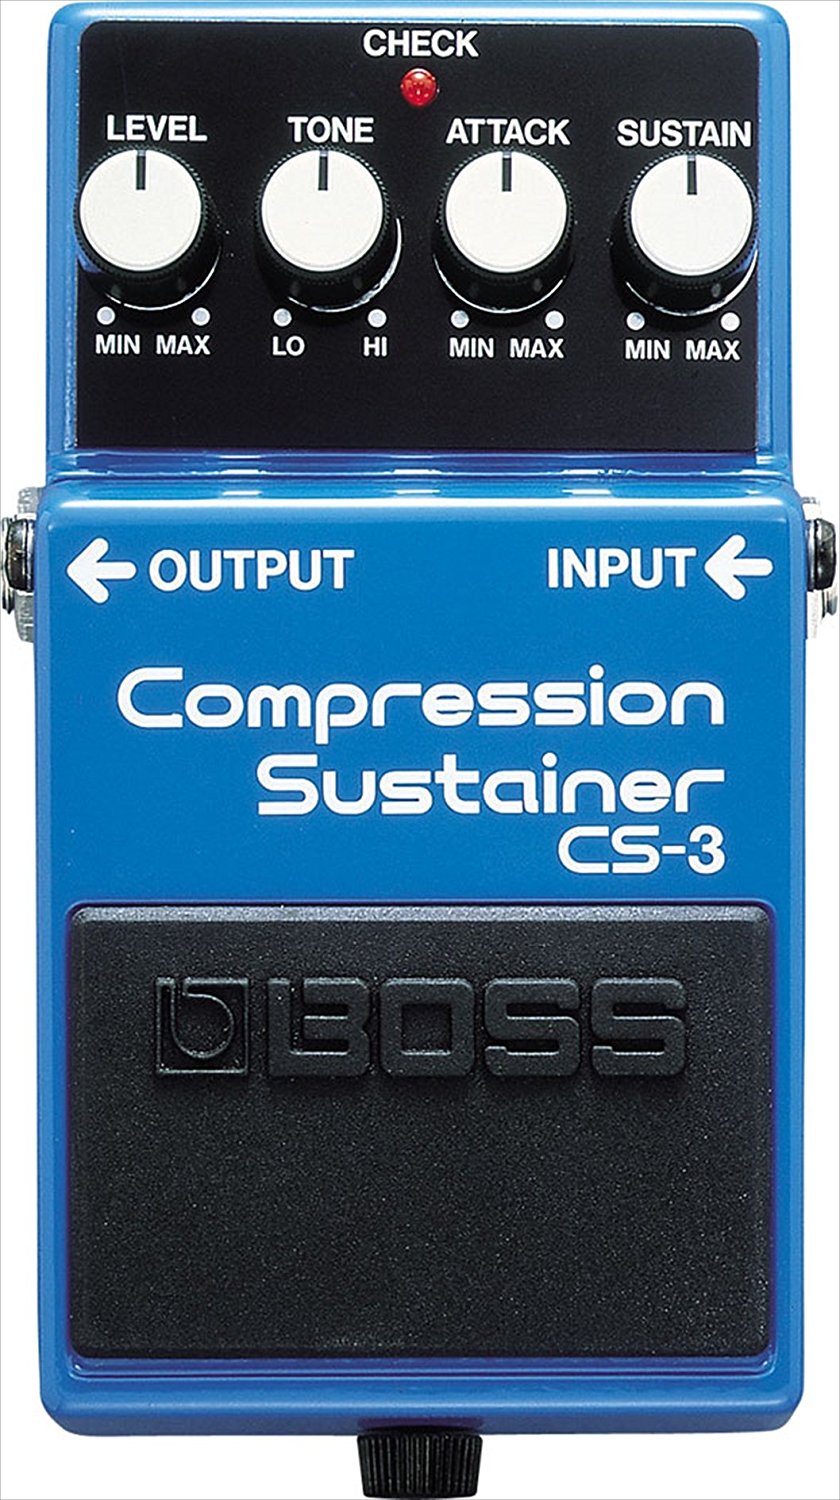 CHECK
LEVEL TONE ATTACK SUSTAIN
MIN MAX LO HI MIN MAX MIN MAX
OUTPUT INPUT
Compression
Sustainer
CS-3
BOSS